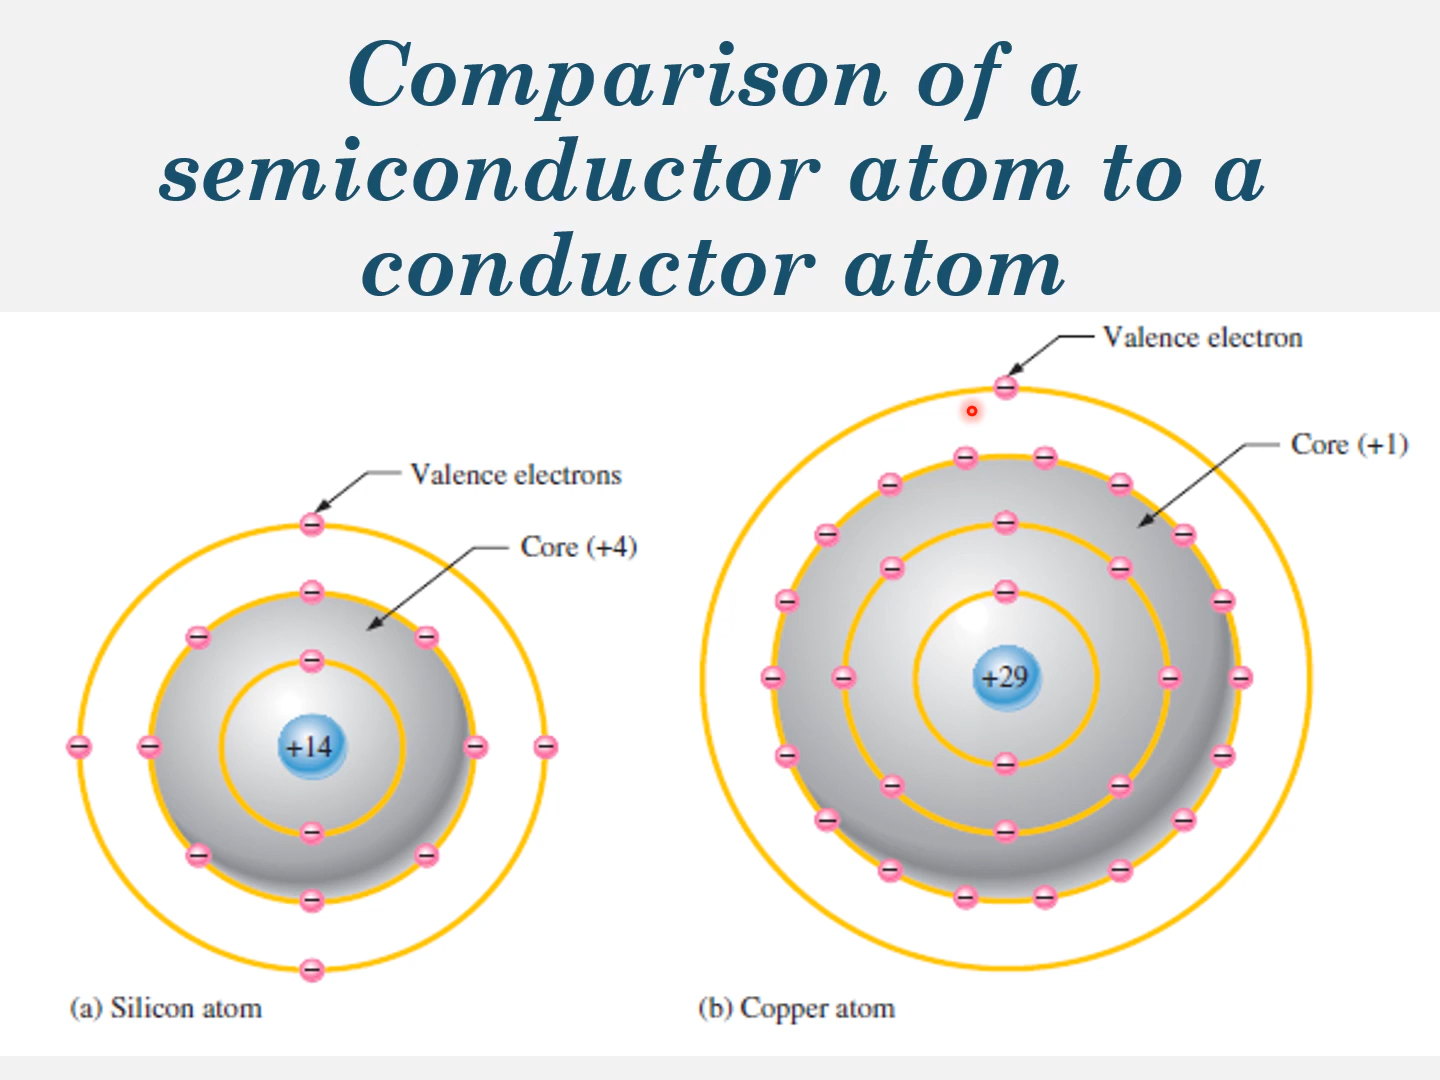 Comparison of a
semiconductor atom to a
conductor atom
Valence electron
Core (+1)
Valence electrons
Core (+4)
+29
+14
(a) Silicon atom
(b) Copper atom